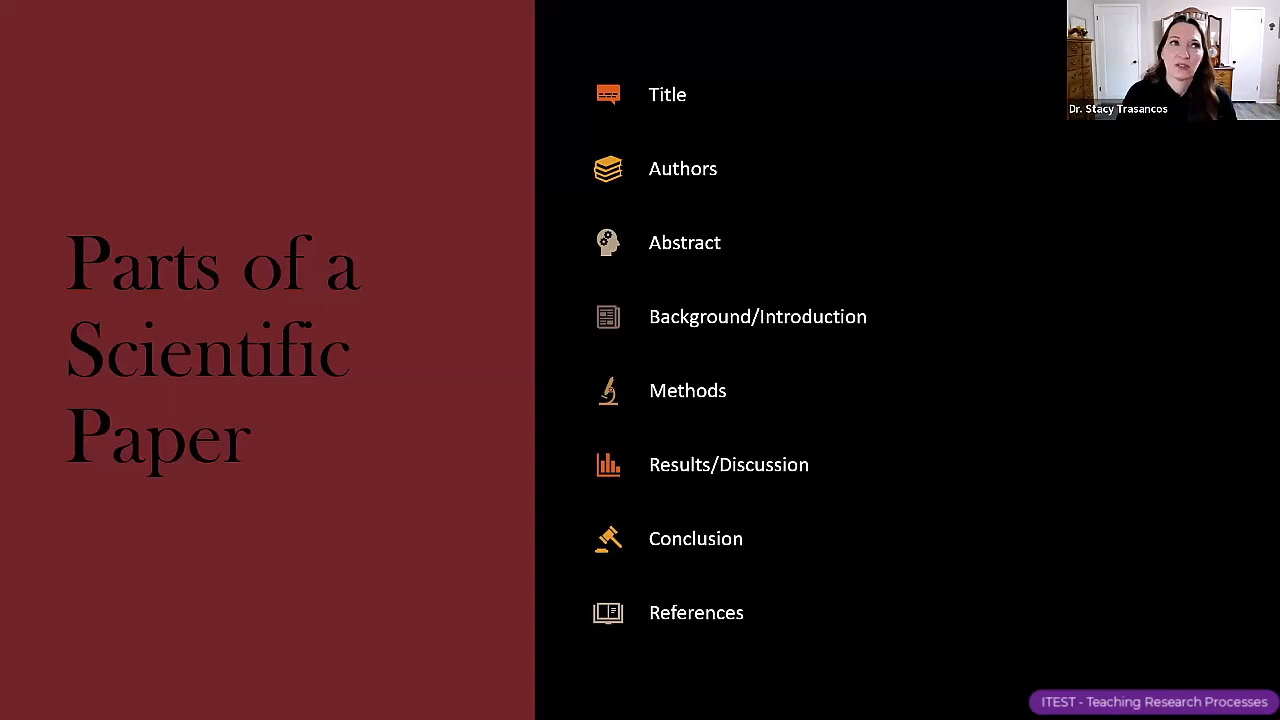 Parts of a
Scientific
Paper
Title
Authors
Abstract
Background/Introduction
Methods
Results/Discussion
Conclusion
References
Dr. Stacy Trasancos
ITEST - Teaching Research Processes